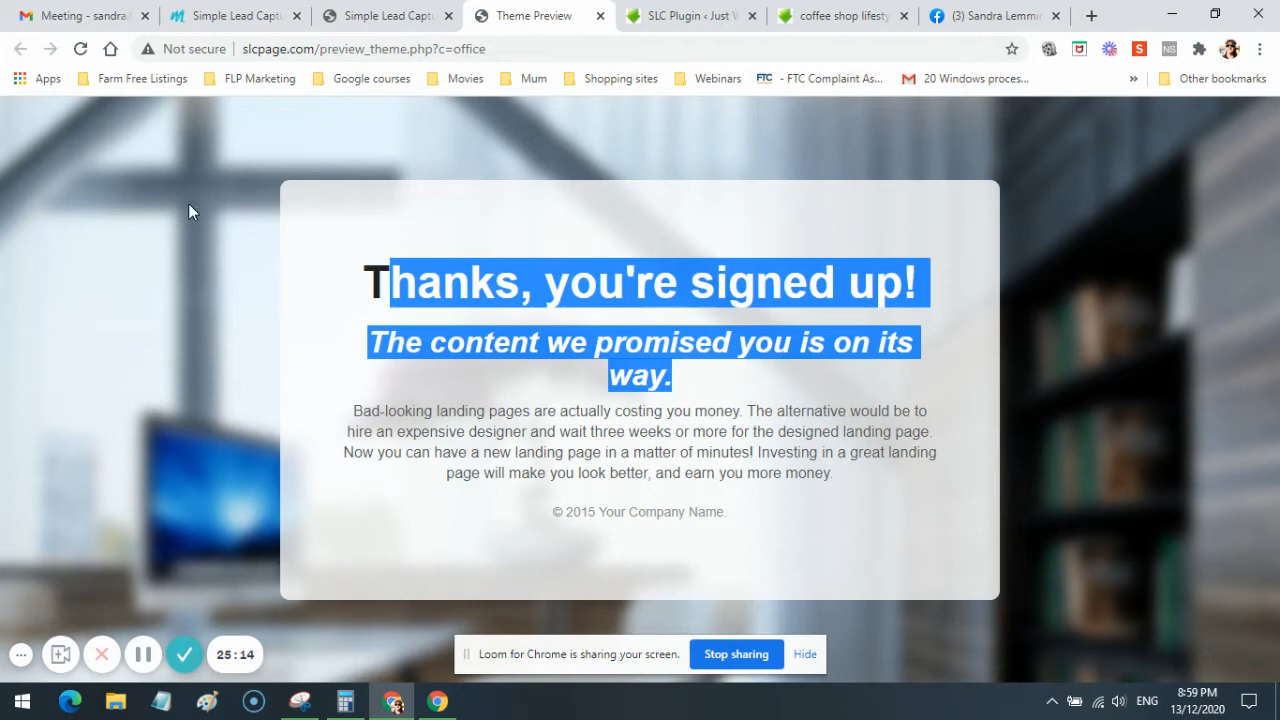 Meeting - sandra.
Simple Lead Captu
Simple Lead Captu
Theme Preview
SLC Plugin ‹ Just W
coffee shop lifesty
(3) Sandra Lemmir
Not secure
slcpage.com/preview_theme.php?c=office
S
NS
Apps
Farm Free Listings
FLP Marketing
Google courses
Movies
Mum
Shopping sites
Webinars
FTC - FTC Complaint As...
20 Windows proces...
»
Other bookmarks
Thanks, you're signed up!
The content we promised you is on its
way.
Bad-looking landing pages are actually costing you money. The alternative would be to
hire an expensive designer and wait three weeks or more for the designed landing page.
Now you can have a new landing page in a matter of minutes! Investing in a great landing
page will make you look better, and earn you more money.
© 2015 Your Company Name.
25:14
Loom for Chrome is sharing your screen.
Stop sharing
Hide
ENG
8:59 PM
13/12/2020